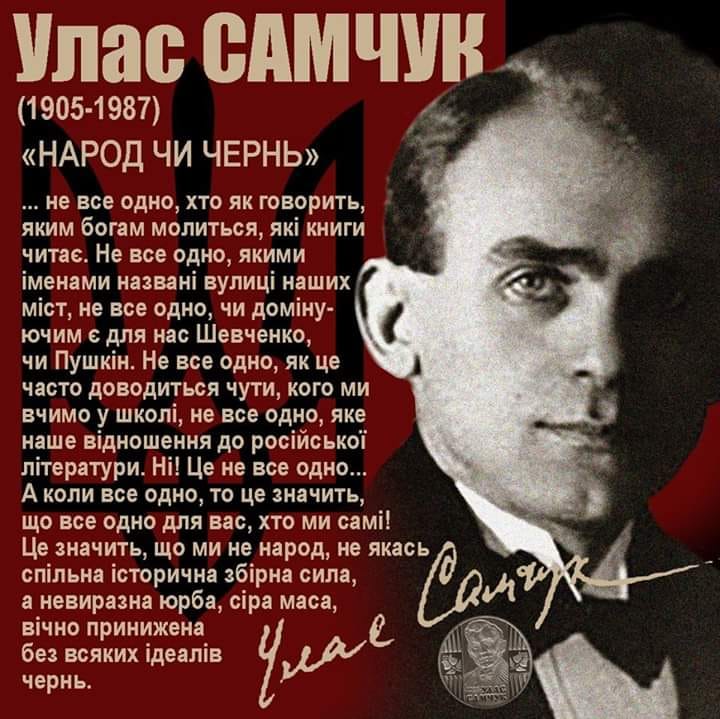 Улас САМЧУК
(1905-1987)
«НАРОД ЧИ ЧЕРНЬ»
... не все одно, хто як говорить,
яким богам молиться, які книги
читає. Не все одно, якими
іменами названі вулиці наших
міст, не все одно, чи доміну-
ючим є для нас Шевченко,
чи Пушкін. Не все одно, як це
часто доводиться чути, кого ми
вчимо у школі, не все одно, яке
наше відношення до російської
літератури. Ні! Це не все одно...
А коли все одно, то це значить,
що все одно для вас, хто ми самі!
Це значить, що ми не народ, не якась
спільна історична збірна сила,
а невиразна юрба, сіра маса,
вічно принижена
без всяких ідеалів
чернь.
Улас Самчук
УЛАС
САМЧУК